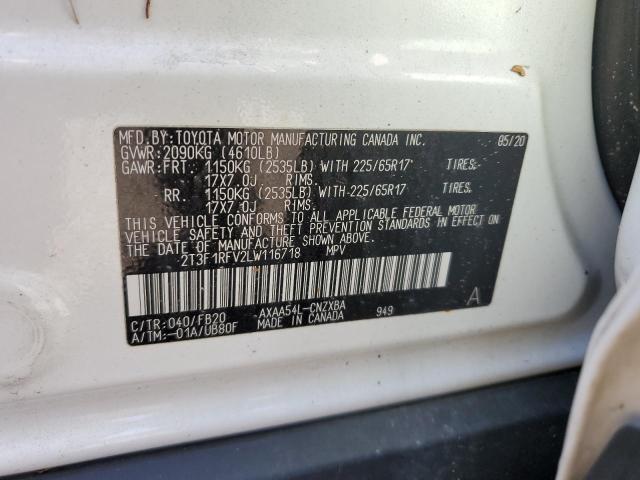 MFD.BY:TOYOTA MOTOR MANUFACTURING CANADA INC. 05/20
GVWR:2090KG (4610LB)
GAWR:FRT. 1150KG (2535LB) WITH 225/65R17 TIRES.
17X7.0J RIMS.
RR. 1150KG (2535LB) WITH 225/65R17 TIRES.
17X7.0J RIMS.
THIS VEHICLE CONFORMS TO ALL APPLICABLE FEDERAL MOTOR
VEHICLE SAFETY AND THEFT PREVENTION STANDARDS IN EFFECT ON
THE DATE OF MANUFACTURE SHOWN ABOVE.
2T3F1RFV2LW116718 MPV
C/TR:040/FB20 AXAA54L-CNZXBA 949 A
A/TM:-01A/UB80F MADE IN CANADA